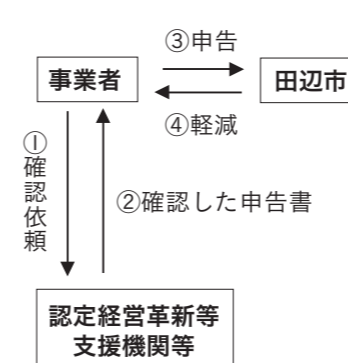 ③申告
事業者
田辺市
④軽減
①確認依頼
②確認した申告書
認定経営革新等
支援機関等